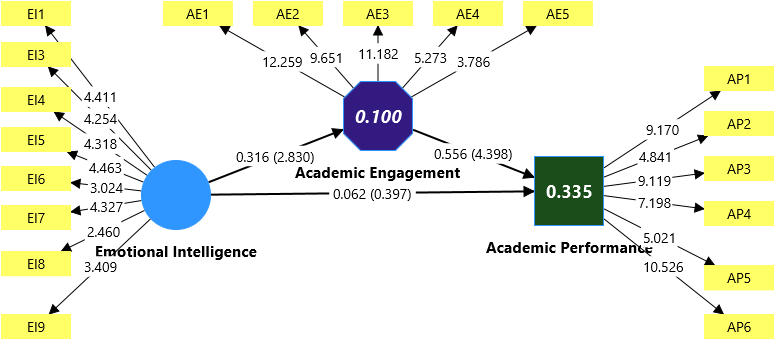 EI1
AE1
AE2
AE3
AE4
AE5
EI3
12.259
9.651
11.182
5.273
3.786
AP1
EI4
4.411
4.254
4.318
0.100
9.170
AP2
EI5
4.463
0.316 (2.830)
0.556 (4.398)
4.841
Academic Engagement
AP3
EI6
3.024
9.119
0.062 (0.397)
0.335
7.198
AP4
EI7
4.327
2.460
5.021
Emotional Intelligence
Academic Performance
EI8
3.409
10.526
AP5
EI9
AP6